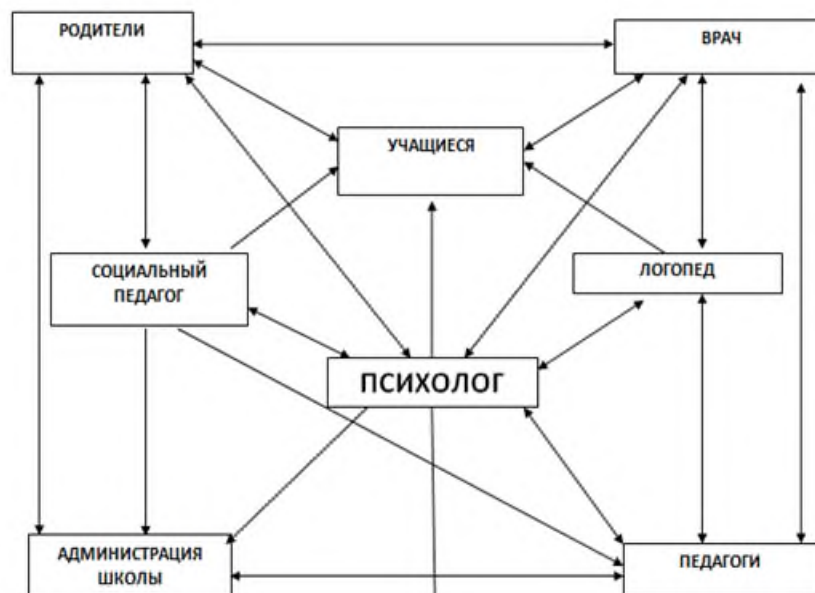 РОДИТЕЛИ
ВРАЧ
УЧАЩИЕСЯ
СОЦИАЛЬНЫЙ
ПЕДАГОГ
ЛОГОПЕД
ПСИХОЛОГ
АДМИНИСТРАЦИЯ
ШКОЛЫ
ПЕДАГОГИ